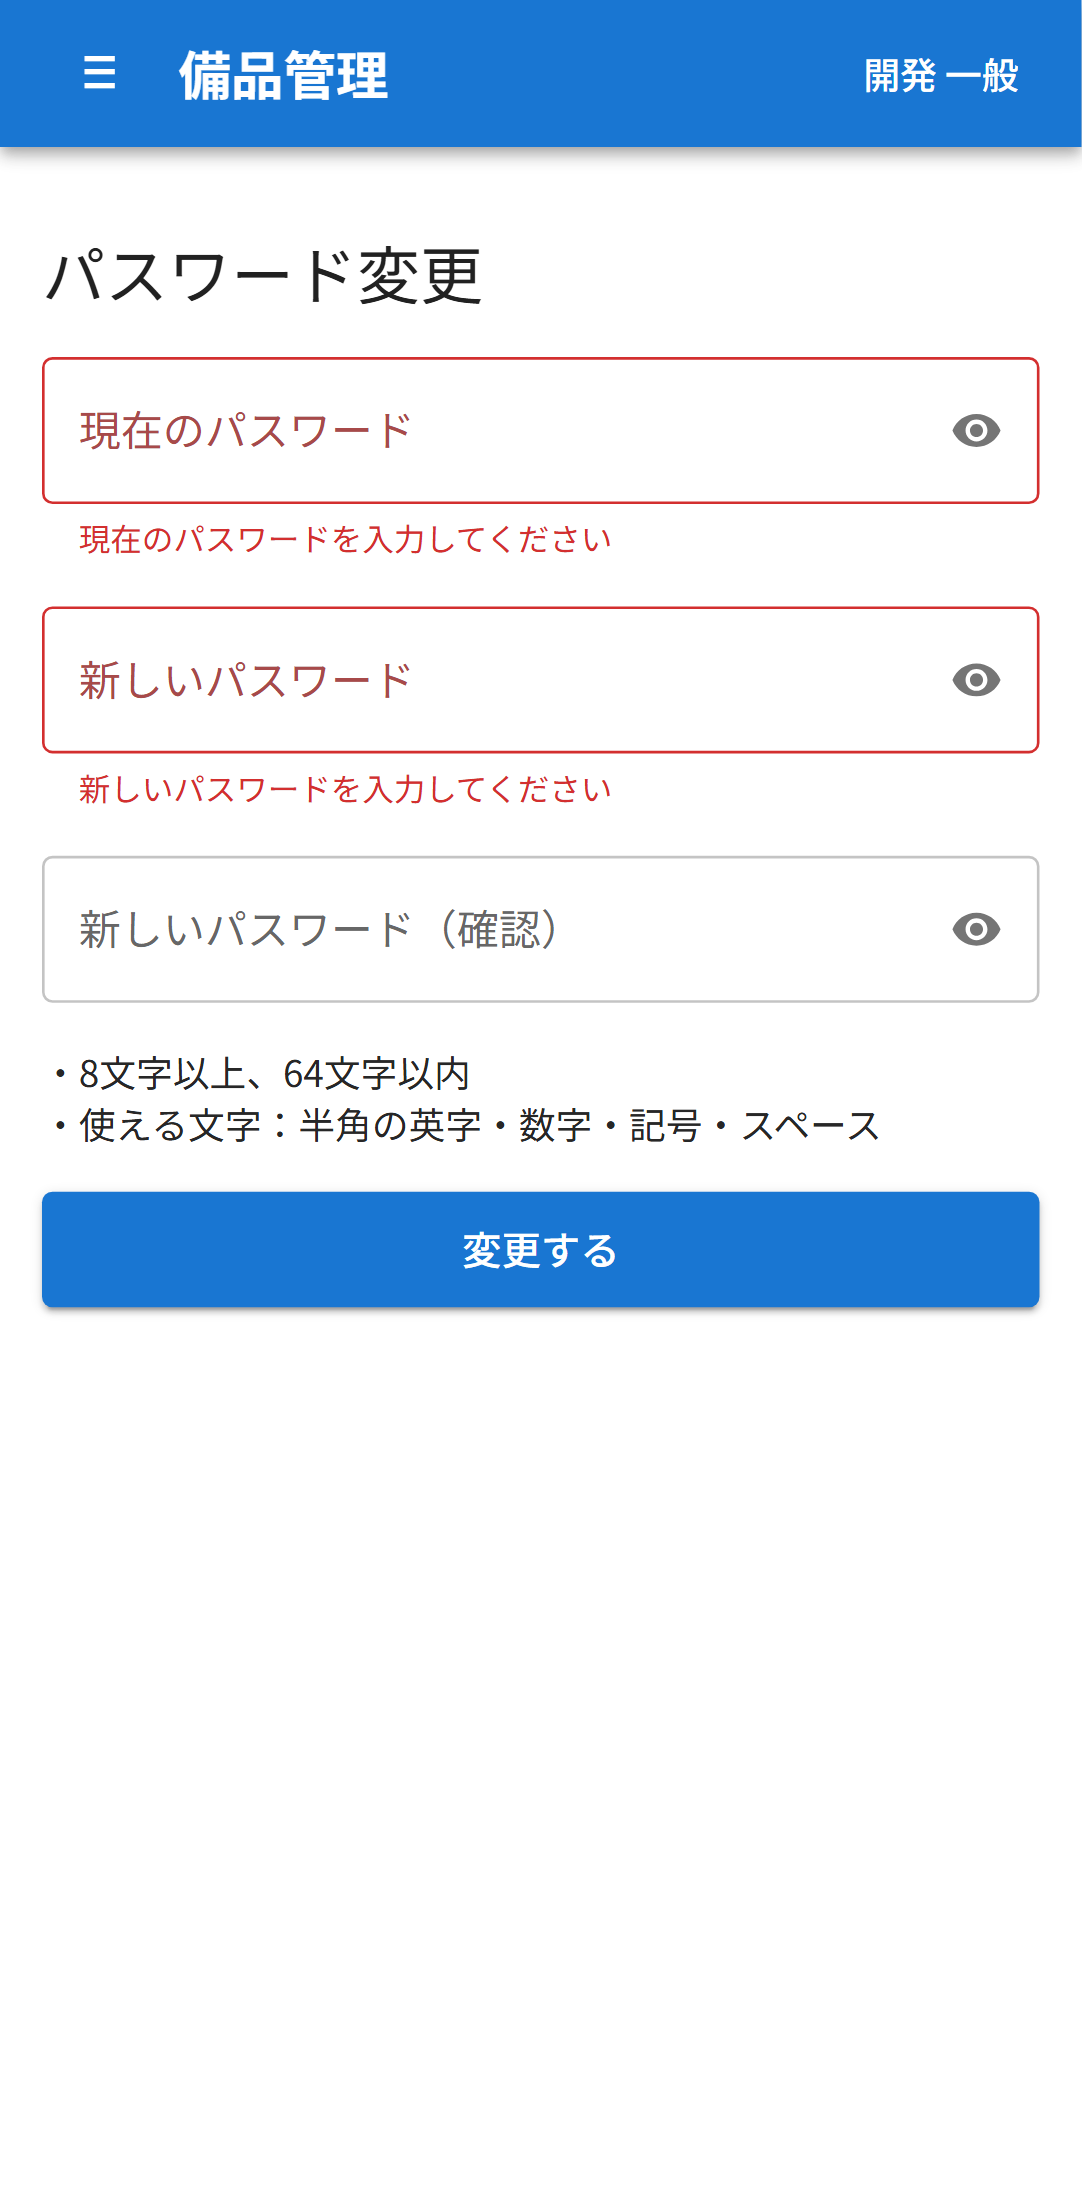 備品管理
開発 一般
パスワード変更
現在のパスワード
現在のパスワードを入力してください
新しいパスワード
新しいパスワードを入力してください
新しいパスワード（確認）
・8文字以上、64文字以内
・使える文字：半角の英字・数字・記号・スペース
変更する